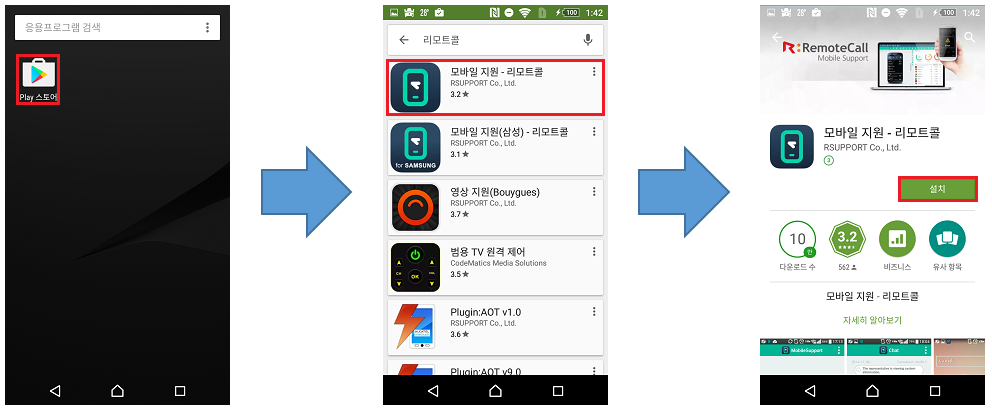 응용프로그램 검색
Play 스토어
28°
100
1:42
리모트콜
모바일 지원 - 리모트콜
RSUPPORT Co., Ltd.
3.2★
모바일 지원(삼성) - 리모트콜
RSUPPORT Co., Ltd.
3.1★
for SAMSUNG
영상 지원(Bouygues)
RSUPPORT Co., Ltd.
3.7★
범용 TV 원격 제어
CodeMatics Media Solutions
3.5★
OK
Plugin:AOT v1.0
RSUPPORT Co., Ltd.
3.6★
Plugin:AOT v9.0
28°
100
1:42
RemoteCall
Mobile Support
모바일 지원 - 리모트콜
RSUPPORT Co., Ltd.
3
설치
10
만
3.2
다운로드 수
562
비즈니스
유사 항목
모바일 지원 - 리모트콜
자세히 알아보기
MobileSupport
Chat